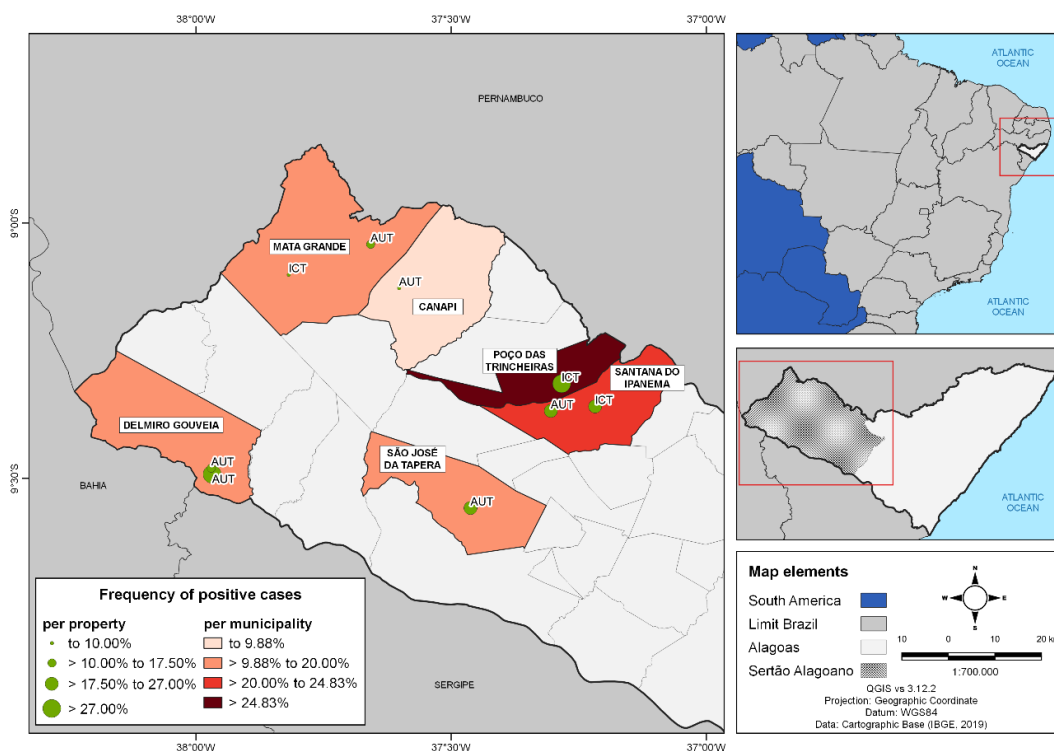 38°00'W
37°30'W
37°00'W
PERNAMBUCO
9°00'S
MATA GRANDE
AUT
ICT
AUT
CANAPI
POÇO DAS
TRINCHEIRAS
ICT
SANTANA DO
IPANEMA
AUT
ICT
DELMIRO GOUVEIA
AUT
AUT
SÃO JOSÉ
DA TAPERA
AUT
9°30'S
BAHIA
SERGIPE
Frequency of positive cases
per property
to 10.00%
> 10.00% to 17.50%
> 17.50% to 27.00%
> 27.00%
per municipality
to 9.88%
> 9.88% to 20.00%
> 20.00% to 24.83%
> 24.83%
38°00'W
37°30'W
37°00'W
ATLANTIC
OCEAN
ATLANTIC
OCEAN
ATLANTIC
OCEAN
Map elements
South America
Limit Brazil
Alagoas
Sertão Alagoano
N
W
E
S
10 0 10 20 k
1:700.000
QGIS vs 3.12.2
Projection: Geographic Coordinate
Datum: WGS84
Data: Cartographic Base (IBGE, 2019)